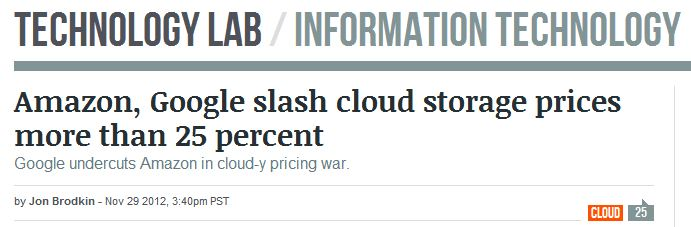 TECHNOLOGY LAB / INFORMATION TECHNOLOGY
Amazon, Google slash cloud storage prices
more than 25 percent
Google undercuts Amazon in cloud-y pricing war.
by Jon Brodkin - Nov 29 2012, 3:40pm PST
CLOUD 25